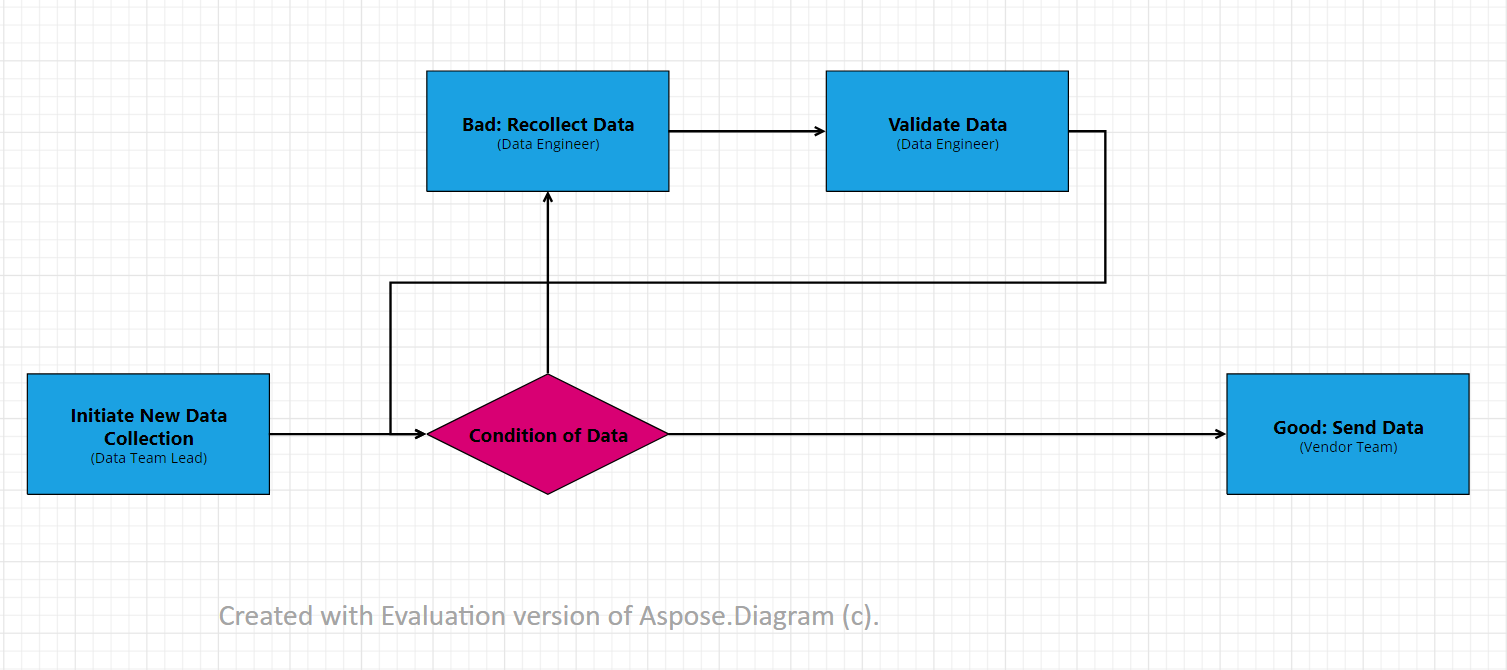 Bad: Recollect Data
(Data Engineer)
Validate Data
(Data Engineer)
Initiate New Data
Collection
(Data Team Lead)
Condition of Data
Good: Send Data
(Vendor Team)
Created with Evaluation version of Aspose.Diagram (c).